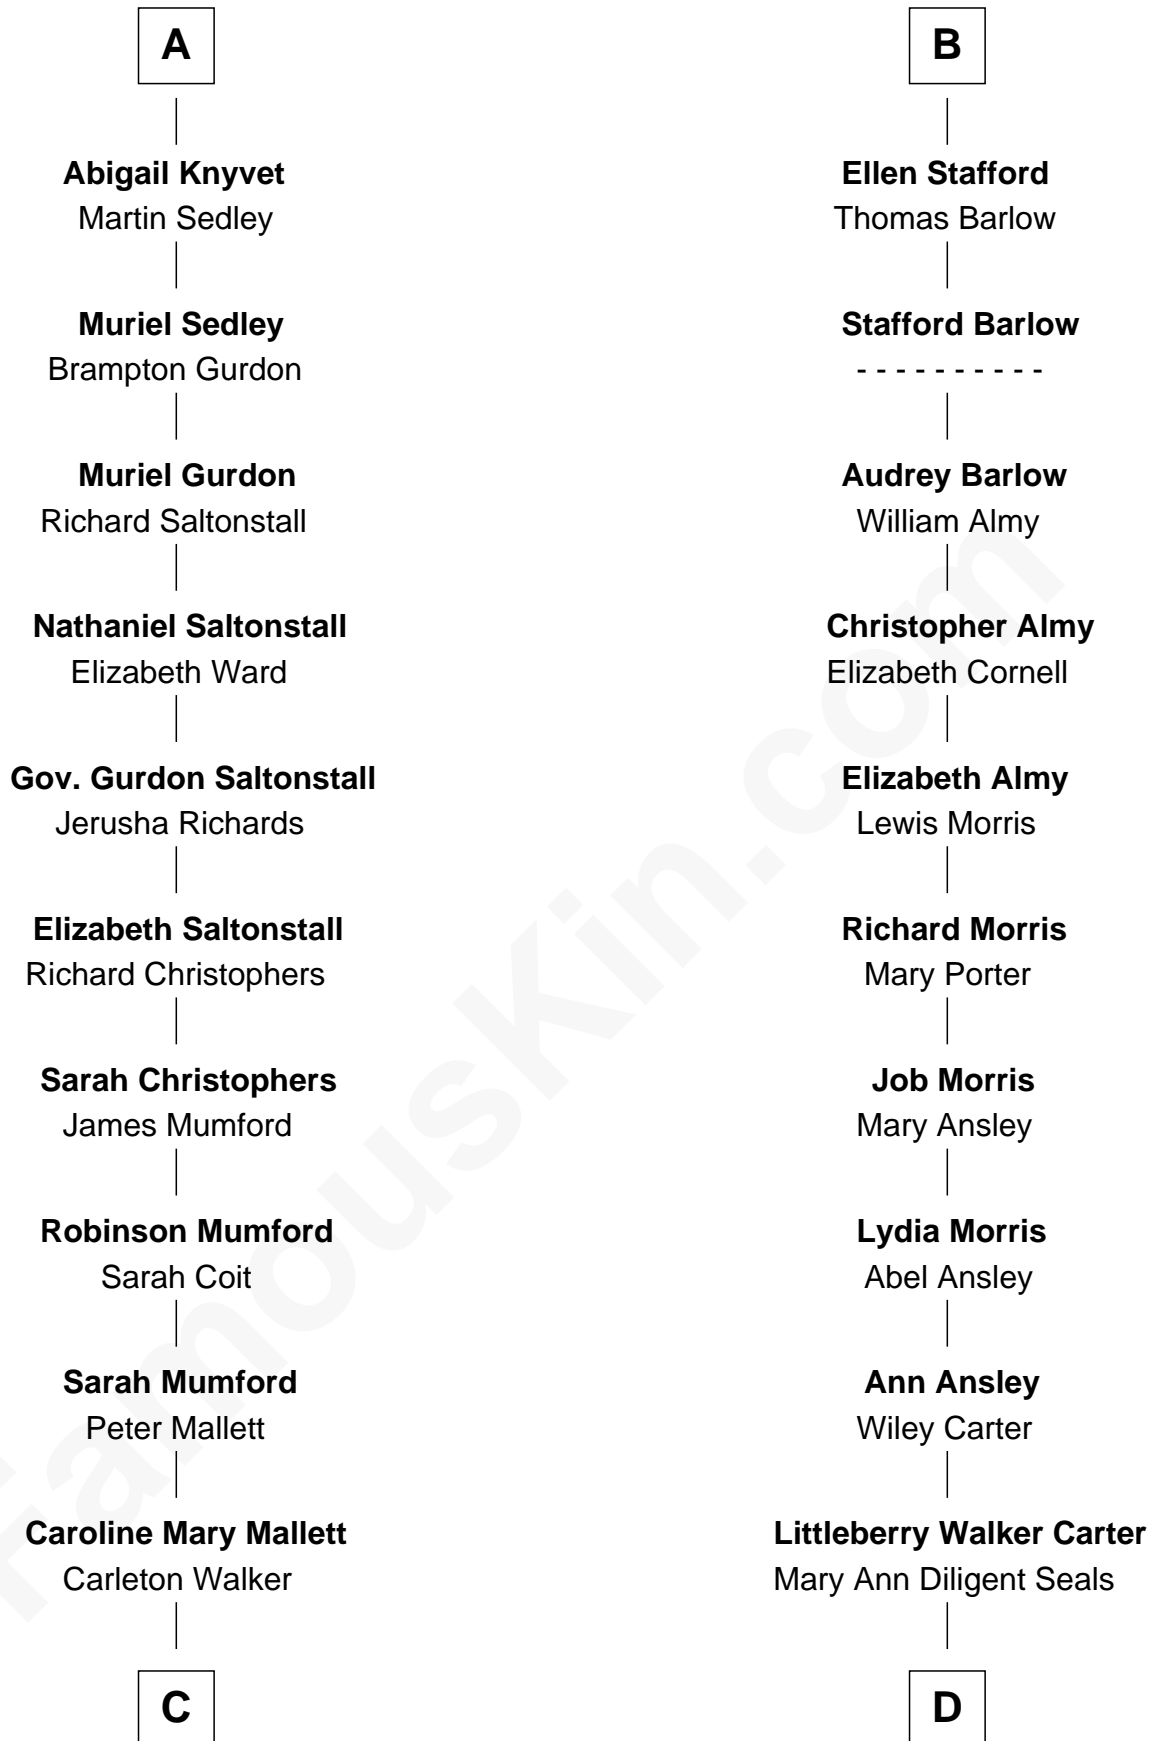 A
Abigail Knyvet
Martin Sedley
Muriel Sedley
Brampton Gurdon
Muriel Gurdon
Richard Saltonstall
Nathaniel Saltonstall
Elizabeth Ward
Gov. Gurdon Saltonstall
Jerusha Richards
Elizabeth Saltonstall
Richard Christophers
Sarah Christophers
James Mumford
Robinson Mumford
Sarah Coit
Sarah Mumford
Peter Mallett
Caroline Mary Mallett
Carleton Walker
C
B
Ellen Stafford
Thomas Barlow
Stafford Barlow
- - - - - - - - - -
Audrey Barlow
William Almy
Christopher Almy
Elizabeth Cornell
Elizabeth Almy
Lewis Morris
Richard Morris
Mary Porter
Job Morris
Mary Ansley
Lydia Morris
Abel Ansley
Ann Ansley
Wiley Carter
Littleberry Walker Carter
Mary Ann Diligent Seals
D
FamousKin.com